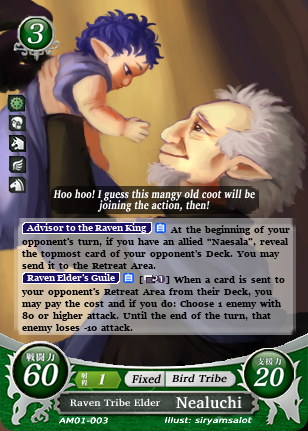 3
Hoo hoo! I guess this mangy old coot will be
joining the action, then!
Advisor to the Raven King 自 At the beginning of your
opponent's turn, if you have an allied "Naesala", reveal
the topmost card of your opponent's Deck. You may
send it to the Retreat Area.
Raven Elder's Guile 自 [1] When a card is sent to
your opponent's Retreat Area from their Deck, you
may pay the cost and if you do: Choose 1 enemy with
80 or higher attack. Until the end of the turn, that
enemy loses -10 attack.
戦闘力
60
射程 1
Fixed
Bird Tribe
支援力
20
Raven Tribe Elder Nealuchi
AM01-003
Illust: siryamsalot